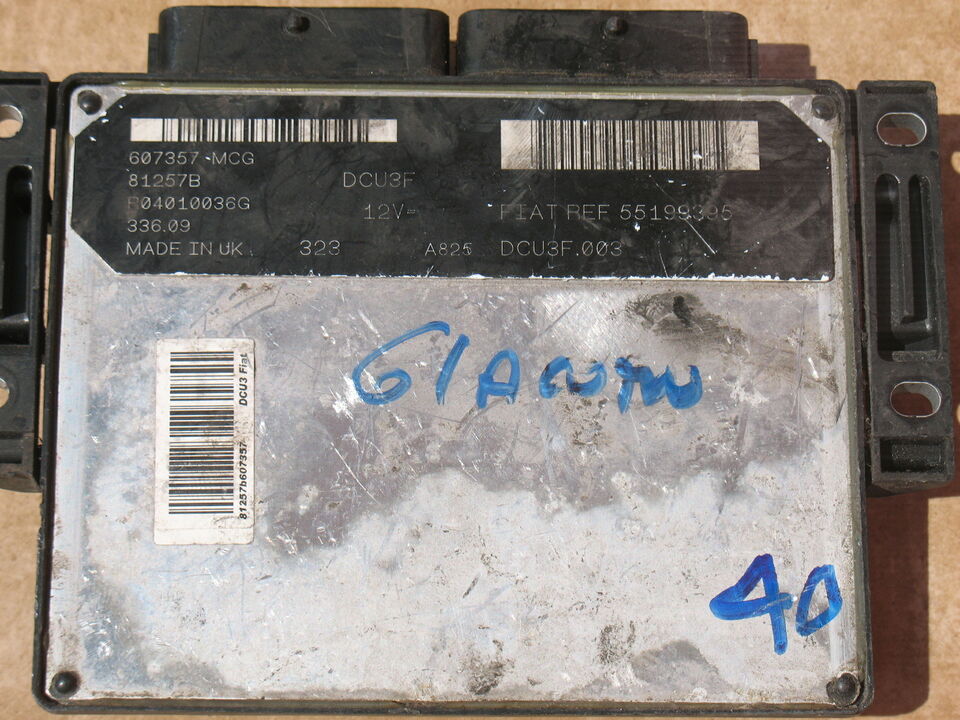 607357-MCG
81257B
DCU3F
R04010036G
12V=
FIAT REF 55199395
336.09
MADE IN UK
323
A825
DCU3F.003
81257b607357
DCU3 Fiat
40